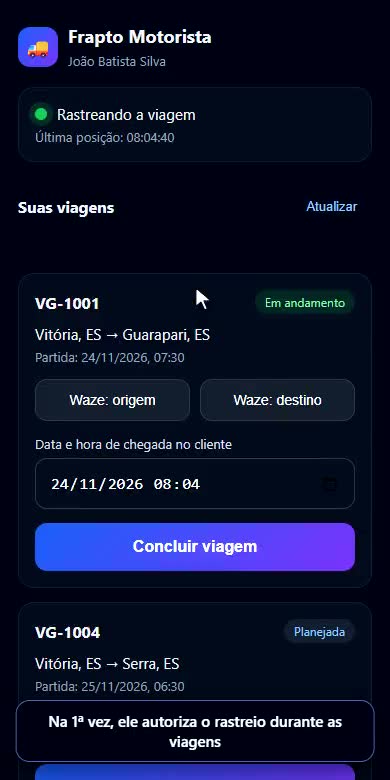 Frapto Motorista
João Batista Silva
Rastreando a viagem
Última posição: 08:04:40
Suas viagens
Atualizar
VG-1001
Em andamento
Vitória, ES → Guarapari, ES
Partida: 24/11/2026, 07:30
Waze: origem
Waze: destino
Data e hora de chegada no cliente
24/11/2026 08:04
Concluir viagem
VG-1004
Planejada
Vitória, ES → Serra, ES
Partida: 25/11/2026, 06:30
Na 1ª vez, ele autoriza o rastreio durante as
viagens